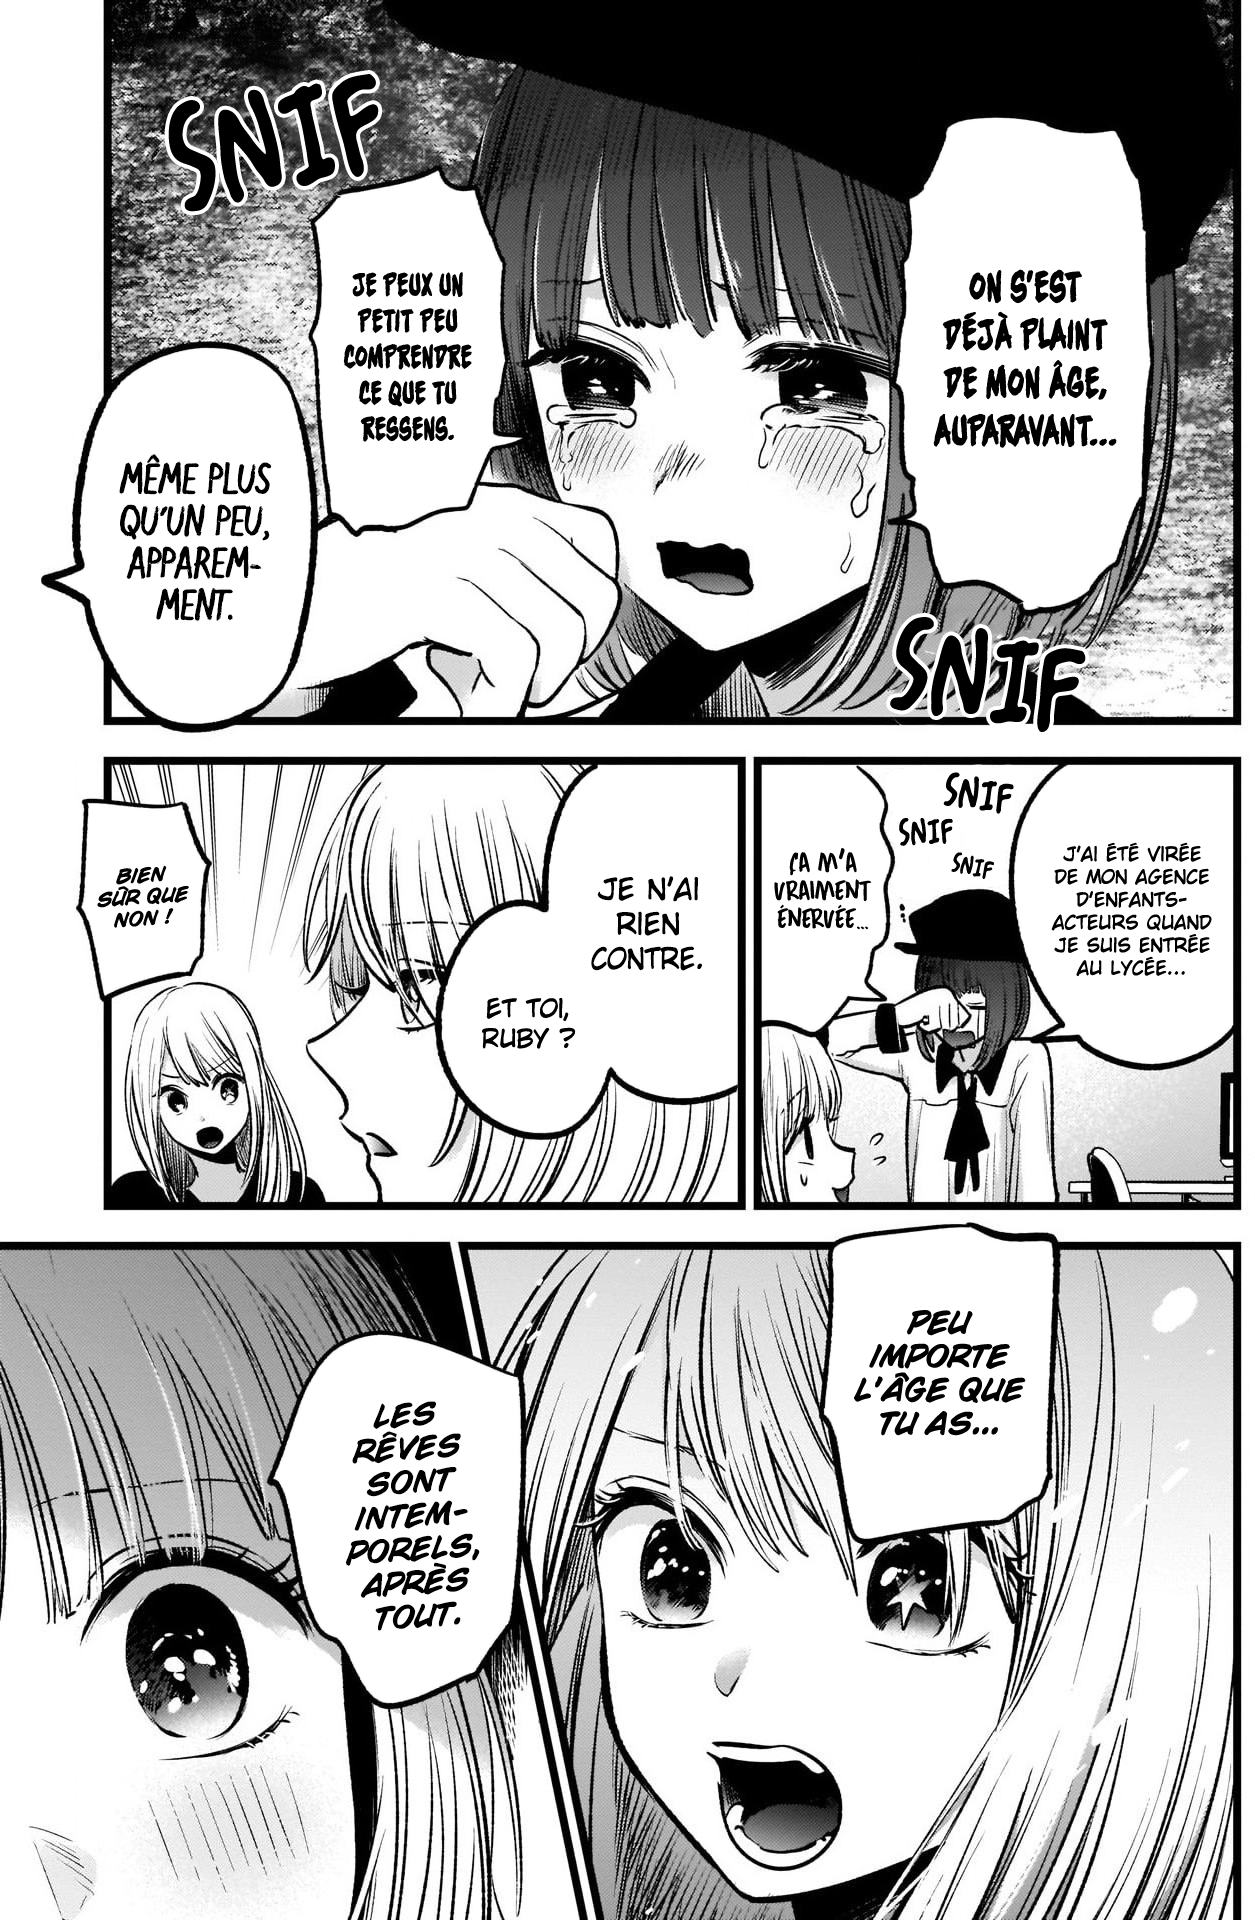 SNIF
ON S'EST
DÉJÀ PLAINT
DE MON ÂGE,
AUPARAVANT...
JE PEUX UN
PETIT PEU
COMPRENDRE
CE QUE TU
RESSENS.
MÊME PLUS
QU'UN PEU,
APPAREM-
MENT.
SNIF
J'AI ÉTÉ VIRÉE
DE MON AGENCE
D'ENFANTS-
ACTEURS QUAND
JE SUIS ENTRÉE
AU LYCÉE...
SNIF
SNIF
SNIF
ÇA M'A
VRAIMENT
ÉNERVÉE...
JE N'AI
RIEN
CONTRE.
ET TOI,
RUBY ?
BIEN
SÛR QUE
NON !
PEU
IMPORTE
L'ÂGE QUE
TU AS...
LES
RÊVES
SONT
INTEM-
PORELS,
APRÈS
TOUT.